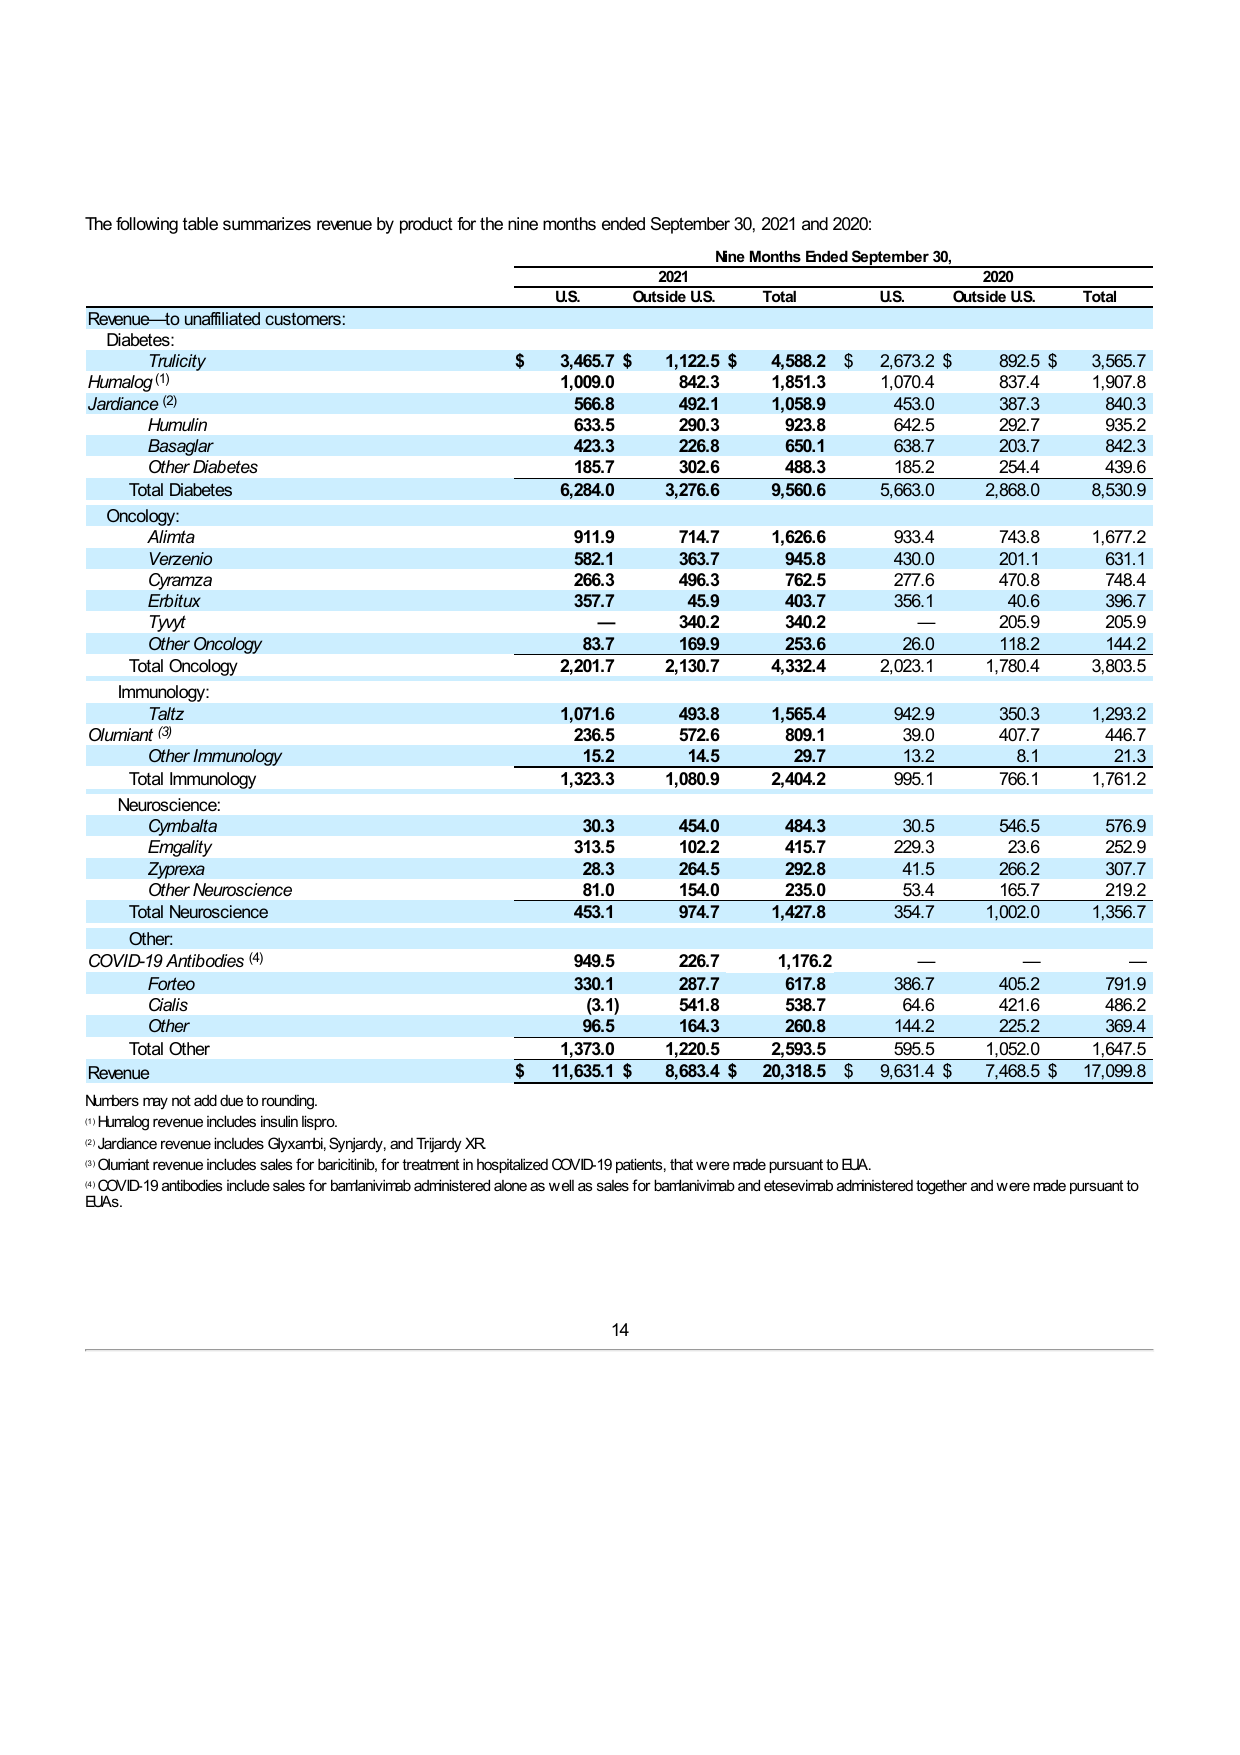 The following table summarizes revenue by product for the nine months ended September 30, 2021 and 2020:
Nine Months Ended September 30,
2021 2020
U.S. Outside U.S. Total U.S. Outside U.S. Total
Revenue—to unaffiliated customers:
Diabetes:
Trulicity $ 3,465.7 $ 1,122.5 $ 4,588.2 $ 2,673.2 $ 892.5 $ 3,565.7
Humalog (1) 1,009.0 842.3 1,851.3 1,070.4 837.4 1,907.8
Jardiance (2) 566.8 492.1 1,058.9 453.0 387.3 840.3
Humulin 633.5 290.3 923.8 642.5 292.7 935.2
Basaglar 423.3 226.8 650.1 638.7 203.7 842.3
Other Diabetes 185.7 302.6 488.3 185.2 254.4 439.6
Total Diabetes 6,284.0 3,276.6 9,560.6 5,663.0 2,868.0 8,530.9
Oncology:
Alimta 911.9 714.7 1,626.6 933.4 743.8 1,677.2
Verzenio 582.1 363.7 945.8 430.0 201.1 631.1
Cyramza 266.3 496.3 762.5 277.6 470.8 748.4
Erbitux 357.7 45.9 403.7 356.1 40.6 396.7
Tyvyt — 340.2 340.2 — 205.9 205.9
Other Oncology 83.7 169.9 253.6 26.0 118.2 144.2
Total Oncology 2,201.7 2,130.7 4,332.4 2,023.1 1,780.4 3,803.5
Immunology:
Taltz 1,071.6 493.8 1,565.4 942.9 350.3 1,293.2
Olumiant (3) 236.5 572.6 809.1 39.0 407.7 446.7
Other Immunology 15.2 14.5 29.7 13.2 8.1 21.3
Total Immunology 1,323.3 1,080.9 2,404.2 995.1 766.1 1,761.2
Neuroscience:
Cymbalta 30.3 454.0 484.3 30.5 546.5 576.9
Emgality 313.5 102.2 415.7 229.3 23.6 252.9
Zyprexa 28.3 264.5 292.8 41.5 266.2 307.7
Other Neuroscience 81.0 154.0 235.0 53.4 165.7 219.2
Total Neuroscience 453.1 974.7 1,427.8 354.7 1,002.0 1,356.7
Other:
COVID-19 Antibodies (4) 949.5 226.7 1,176.2 — — —
Forteo 330.1 287.7 617.8 386.7 405.2 791.9
Cialis (3.1) 541.8 538.7 64.6 421.6 486.2
Other 96.5 164.3 260.8 144.2 225.2 369.4
Total Other 1,373.0 1,220.5 2,593.5 595.5 1,052.0 1,647.5
Revenue $ 11,635.1 $ 8,683.4 $ 20,318.5 $ 9,631.4 $ 7,468.5 $ 17,099.8
Numbers may not add due to rounding.
(1) Humalog revenue includes insulin lispro.
(2) Jardiance revenue includes Glyxambi, Synjardy, and Trijardy XR.
(3) Olumiant revenue includes sales for baricitinib, for treatment in hospitalized COVID-19 patients, that were made pursuant to EUA.
(4) COVID-19 antibodies include sales for bamlanivimab administered alone as well as sales for bamlanivimab and etesevimab administered together and were made pursuant to
EUAs.
14